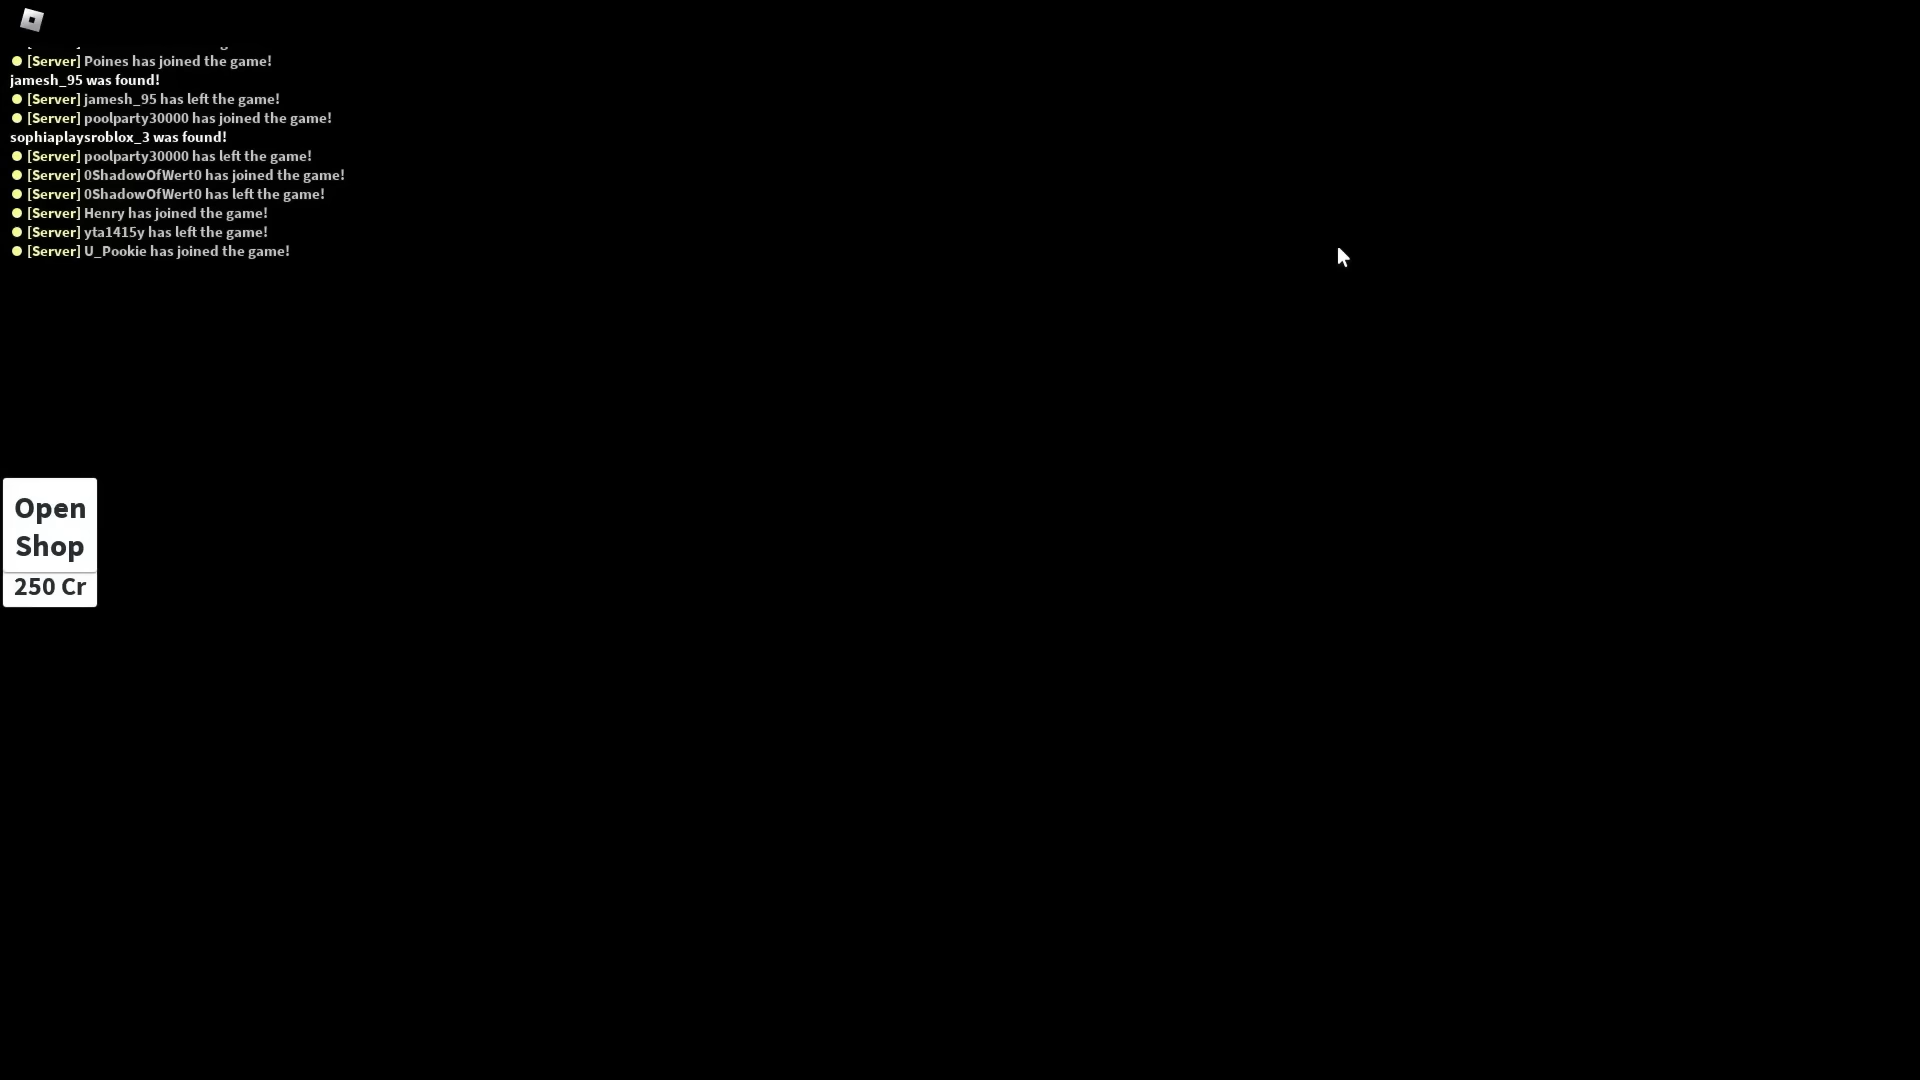 [Server] Poines has joined the game!
jamesh_95 was found!
[Server] jamesh_95 has left the game!
[Server] poolparty30000 has joined the game!
sophiaplaysroblox_3 was found!
[Server] poolparty30000 has left the game!
[Server] 0ShadowOfWert0 has joined the game!
[Server] 0ShadowOfWert0 has left the game!
[Server] Henry has joined the game!
[Server] yta1415y has left the game!
[Server] U_Pookie has joined the game!
Open
Shop
250 Cr